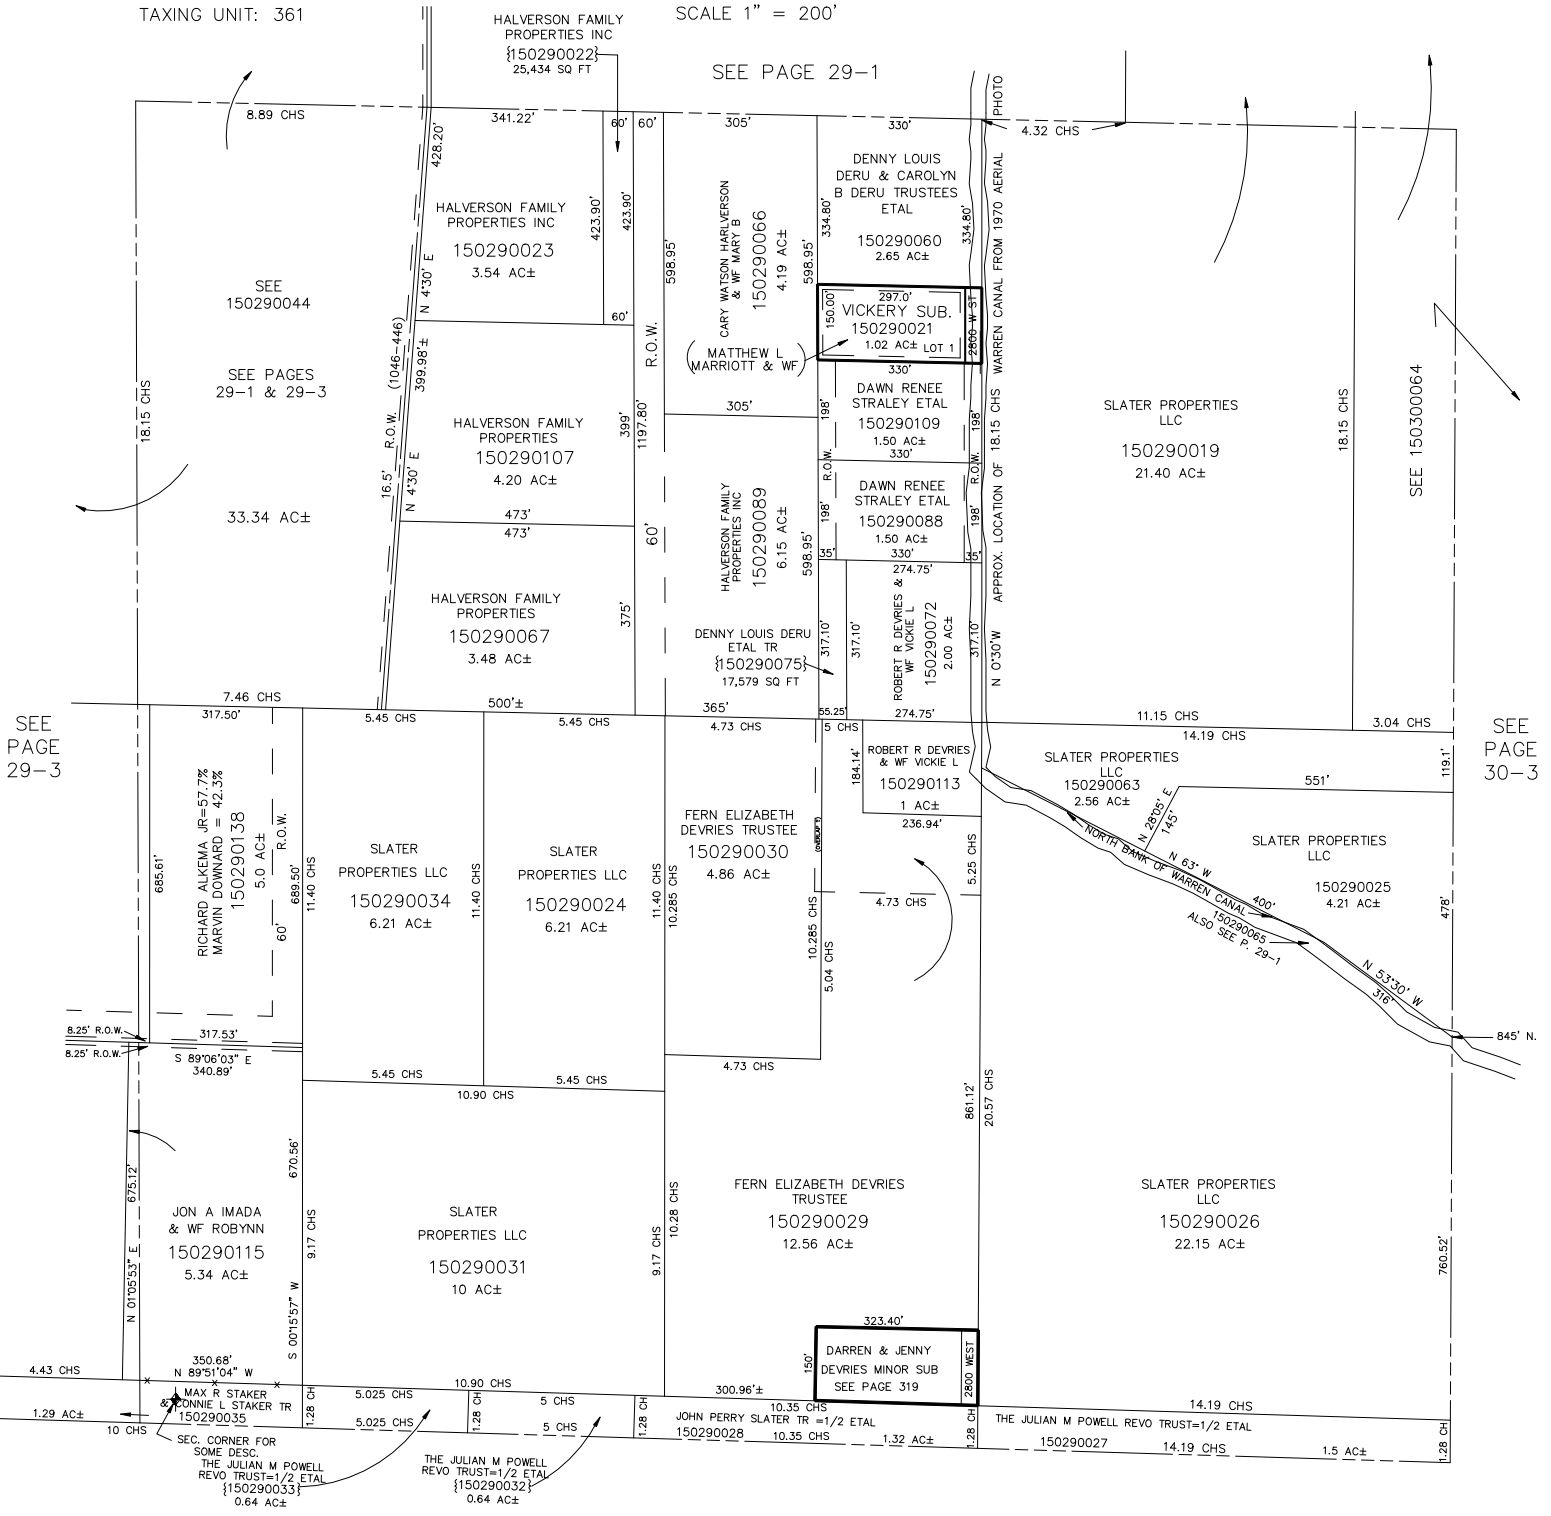 TAXING UNIT: 361
SCALE 1" = 200'
HALVERSON FAMILY
PROPERTIES INC
{150290022}
25,434 SQ FT
SEE PAGE 29-1
8.89 CHS
428.20'
341.22'
60'
60'
305'
330'
4.32 CHS
PHOTO
HALVERSON FAMILY
PROPERTIES INC
150290023
3.54 AC±
423.90'
423.90'
60'
N 4°30' E
598.95'
CARY WATSON HARLVERSON
& WF MARY B
150290066
4.19 AC±
598.95'
305'
DENNY LOUIS
DERU & CAROLYN
B DERU TRUSTEES
ETAL
150290060
2.65 AC±
334.80'
334.80'
297.0'
150.00'
VICKERY SUB.
150290021
1.02 AC±
LOT 1
2800 W ST
330'
(MATTHEW L
MARRIOTT & WF)
N 0°30'W APPROX. LOCATION OF 18.15 CHS WARREN CANAL FROM 1970 AERIAL
SEE
150290044
SEE PAGES
29-1 & 29-3
33.34 AC±
18.15 CHS
16.5' R.O.W. (1046-446)
399.98'±
N 4°30' E
HALVERSON FAMILY
PROPERTIES
150290107
4.20 AC±
399'
1197.80'
R.O.W.
60'
473'
473'
HALVERSON FAMILY
PROPERTIES
150290067
3.48 AC±
375'
500'±
HALVERSON FAMILY
PROPERTIES INC
150290089
6.15 AC±
598.95'
365'
DAWN RENEE
STRALEY ETAL
150290109
1.50 AC±
330'
198'
198'
R.O.W.
R.O.W.
DAWN RENEE
STRALEY ETAL
150290088
1.50 AC±
330'
198'
198'
35'
35'
274.75'
ROBERT R DEVRIES &
WF VICKIE L
150290072
2.00 AC±
317.10'
317.10'
317.10'
274.75'
DENNY LOUIS DERU
ETAL TR
{150290075}
17,579 SQ FT
55.25'
SLATER PROPERTIES
LLC
150290019
21.40 AC±
18.15 CHS
SEE 150300064
11.15 CHS
3.04 CHS
14.19 CHS
SEE
PAGE
29-3
SEE
PAGE
30-3
7.46 CHS
317.50'
5.45 CHS
5.45 CHS
4.73 CHS
5 CHS
RICHARD ALKEMA JR=57.7%
MARVIN DOWNARD = 42.3%
150290138
5.0 AC±
R.O.W.
60'
685.61'
689.50'
11.40 CHS
317.53'
8.25' R.O.W.
8.25' R.O.W.
S 89°06'03" E
340.89'
SLATER
PROPERTIES LLC
150290034
6.21 AC±
11.40 CHS
5.45 CHS
SLATER
PROPERTIES LLC
150290024
6.21 AC±
11.40 CHS
5.45 CHS
10.90 CHS
FERN ELIZABETH
DEVRIES TRUSTEE
150290030
4.86 AC±
10.285 CHS
10.285 CHS
5.04 CHS
4.73 CHS
(OVERLAP ?)
184.14'
ROBERT R DEVRIES
& WF VICKIE L
150290113
1 AC±
236.94'
5.25 CHS
4.73 CHS
SLATER PROPERTIES
LLC
150290063
2.56 AC±
551'
119.1'
N 28°05' E
145'
NORTH BANK OF WARREN CANAL
N 63° W
400'
150290065
ALSO SEE P. 29-1
SLATER PROPERTIES
LLC
150290025
4.21 AC±
478'
N 53°30' W
316'
845' N.
JON A IMADA
& WF ROBYNN
150290115
5.34 AC±
675.12'
N 01°05'53" E
670.56'
S 00°15'57" W
9.17 CHS
350.68'
N 89°51'04" W
SLATER
PROPERTIES LLC
150290031
10 AC±
9.17 CHS
10.28 CHS
10.90 CHS
FERN ELIZABETH DEVRIES
TRUSTEE
150290029
12.56 AC±
861.12'
20.57 CHS
323.40'
150'
DARREN & JENNY
DEVRIES MINOR SUB
SEE PAGE 319
2800 WEST
300.96'±
SLATER PROPERTIES
LLC
150290026
22.15 AC±
760.52'
4.43 CHS
1.29 AC±
10 CHS
MAX R STAKER
& CONNIE L STAKER TR
150290035
SEC. CORNER FOR
SOME DESC.
1.28 CH
5.025 CHS
5.025 CHS
THE JULIAN M POWELL
REVO TRUST=1/2 ETAL
{150290033}
0.64 AC±
1.28 CH
5 CHS
5 CHS
THE JULIAN M POWELL
REVO TRUST=1/2 ETAL
{150290032}
0.64 AC±
1.28 CH
10.35 CHS
JOHN PERRY SLATER TR =1/2 ETAL
150290028
10.35 CHS
1.32 AC±
1.28 CH
14.19 CHS
THE JULIAN M POWELL REVO TRUST=1/2 ETAL
150290027
14.19 CHS
1.5 AC±
1.28 CH